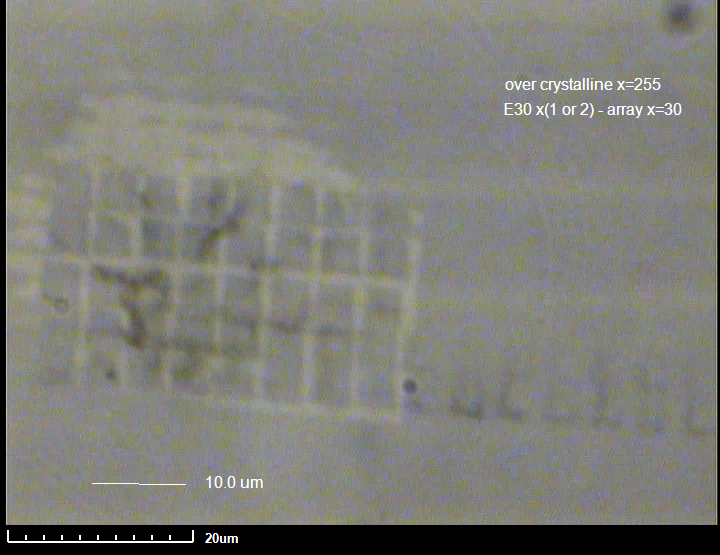 over crystalline x=255
E30 x(1 or 2) - array x=30
10.0 um
20um